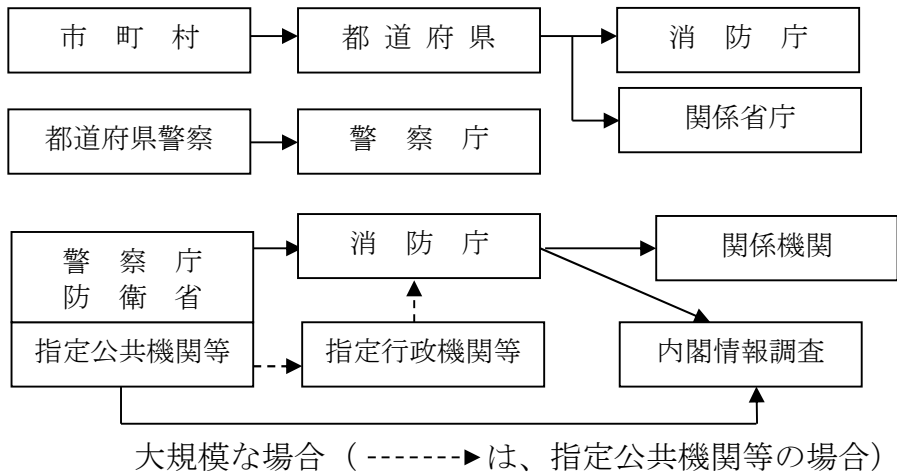 市町村
都道府県
消防庁
関係省庁
都道府県警察
警察庁
消防庁
関係機関
警察庁
防衛省
指定公共機関等
指定行政機関等
内閣情報調査
大規模な場合（ は、指定公共機関等の場合）